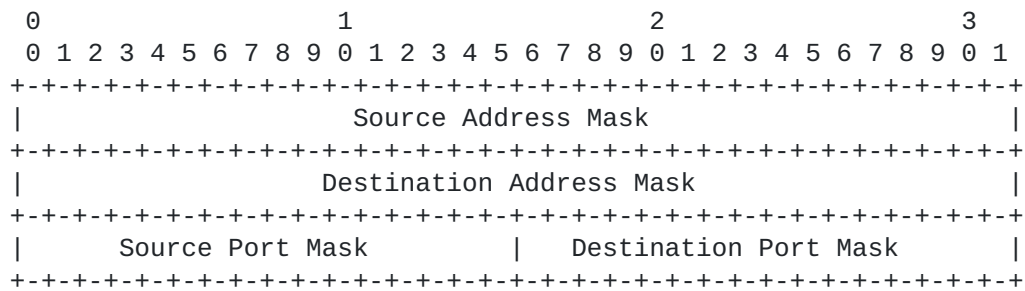 0                   1                   2                   3
 0 1 2 3 4 5 6 7 8 9 0 1 2 3 4 5 6 7 8 9 0 1 2 3 4 5 6 7 8 9 0 1
+-+-+-+-+-+-+-+-+-+-+-+-+-+-+-+-+-+-+-+-+-+-+-+-+-+-+-+-+-+-+-+-+
|                     Source Address Mask                       |
+-+-+-+-+-+-+-+-+-+-+-+-+-+-+-+-+-+-+-+-+-+-+-+-+-+-+-+-+-+-+-+-+
|                   Destination Address Mask                    |
+-+-+-+-+-+-+-+-+-+-+-+-+-+-+-+-+-+-+-+-+-+-+-+-+-+-+-+-+-+-+-+-+
|      Source Port Mask         |   Destination Port Mask       |
+-+-+-+-+-+-+-+-+-+-+-+-+-+-+-+-+-+-+-+-+-+-+-+-+-+-+-+-+-+-+-+-+